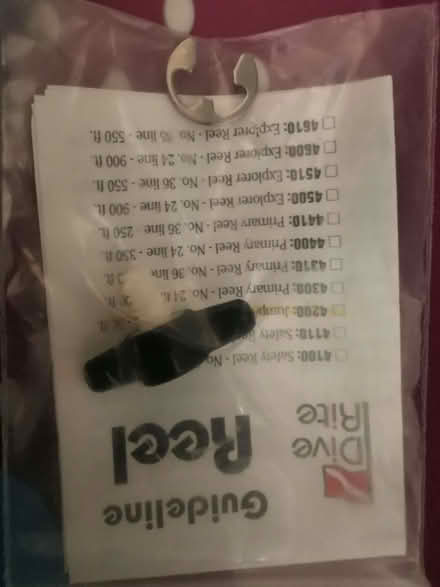 Dive
Rite
Guideline
Reel
4100: Safety Reel - No.
4110: Safety
4200: Jump
4300: Primary Reel - No. 24 ft.
4310: Primary Reel - No. 36 line ft.
4400: Primary Reel - No. 24 line - 350 ft.
4410: Primary Reel - No. 36 line 250 ft.
4500: Explorer Reel - No. 24 line - 900 ft.
4510: Explorer Reel - No. 36 line - 550 ft.
4600: Explorer Reel - No. 24 line - 900 ft.
4610: Explorer Reel - No. 36 line - 550 ft.